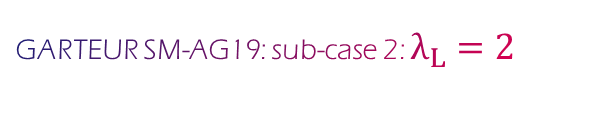 GARTEUR SM-AG19: sub-case 2: λL = 2